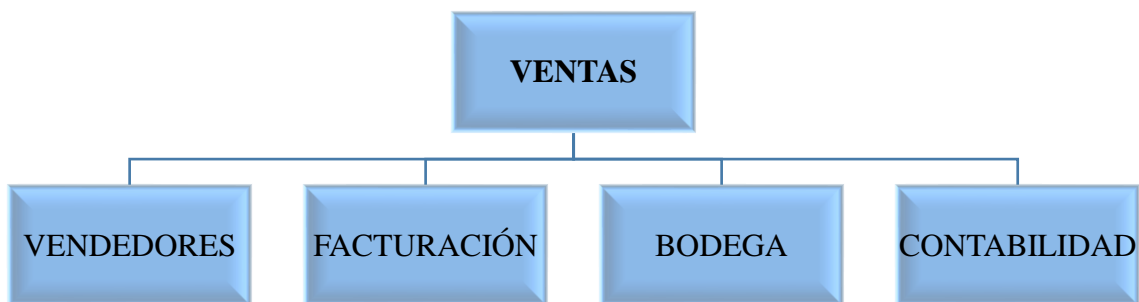 VENTAS
VENDEDORES
FACTURACIÓN
BODEGA
CONTABILIDAD